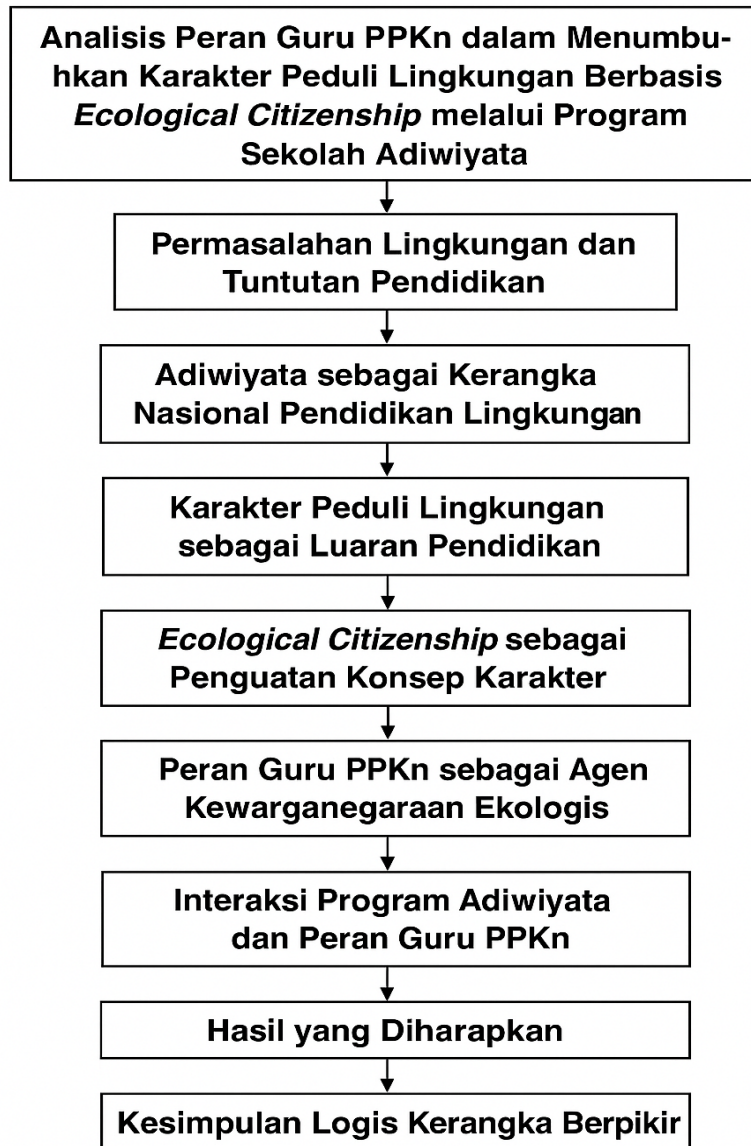 Analisis Peran Guru PPKn dalam Menumbu-
hkan Karakter Peduli Lingkungan Berbasis
Ecological Citizenship melalui Program
Sekolah Adiwiyata
Permasalahan Lingkungan dan
Tuntutan Pendidikan
Adiwiyata sebagai Kerangka
Nasional Pendidikan Lingkungan
Karakter Peduli Lingkungan
sebagai Luaran Pendidikan
Ecological Citizenship sebagai
Penguatan Konsep Karakter
Peran Guru PPKn sebagai Agen
Kewarganegaraan Ekologis
Interaksi Program Adiwiyata
dan Peran Guru PPKn
Hasil yang Diharapkan
Kesimpulan Logis Kerangka Berpikir